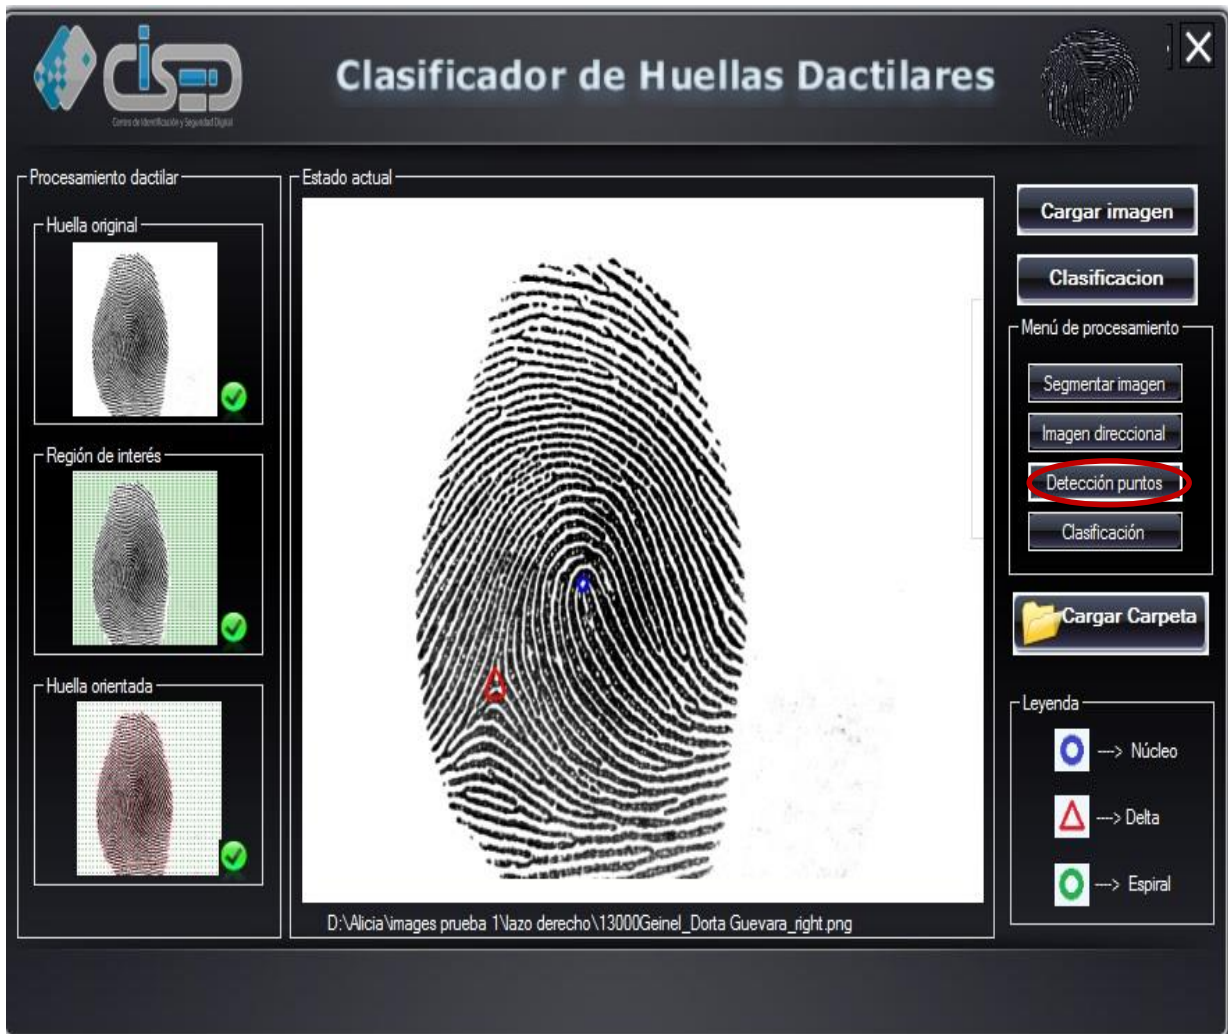 CISED
Centro de Identificación y Seguridad Digital
Clasificador de Huellas Dactilares
X
Procesamiento dactilar
Huella original
Región de interés
Huella orientada
Estado actual
D:\Alicia\images prueba 1\lazo derecho\13000Geinel_Dorta Guevara_right.png
Cargar imagen
Clasificacion
Menú de procesamiento
Segmentar imagen
Imagen direccional
Detección puntos
Clasificación
Cargar Carpeta
Leyenda
---> Núcleo
---> Delta
---> Espiral